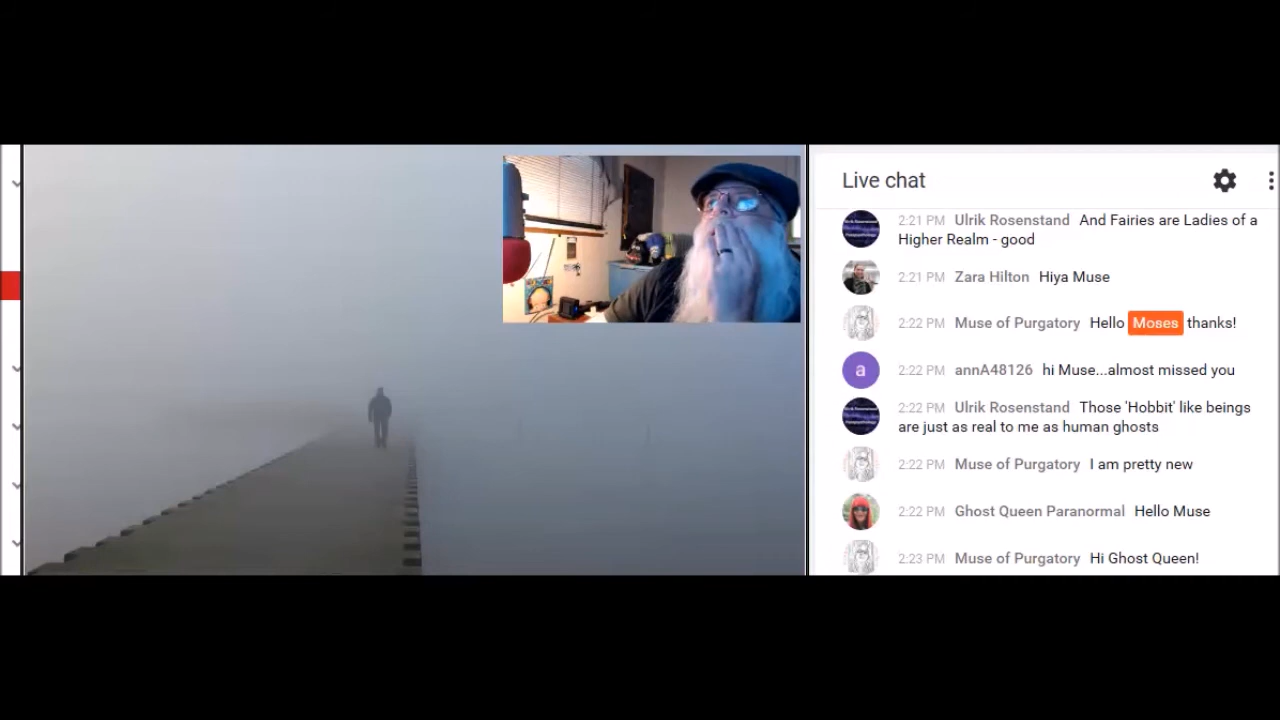 Live chat
2:21 PM Ulrik Rosenstand And Fairies are Ladies of a
Higher Realm - good
2:21 PM Zara Hilton Hiya Muse
2:22 PM Muse of Purgatory Hello Moses thanks!
a 2:22 PM annA48126 hi Muse...almost missed you
2:22 PM Ulrik Rosenstand Those 'Hobbit' like beings
are just as real to me as human ghosts
2:22 PM Muse of Purgatory I am pretty new
2:22 PM Ghost Queen Paranormal Hello Muse
2:23 PM Muse of Purgatory Hi Ghost Queen!